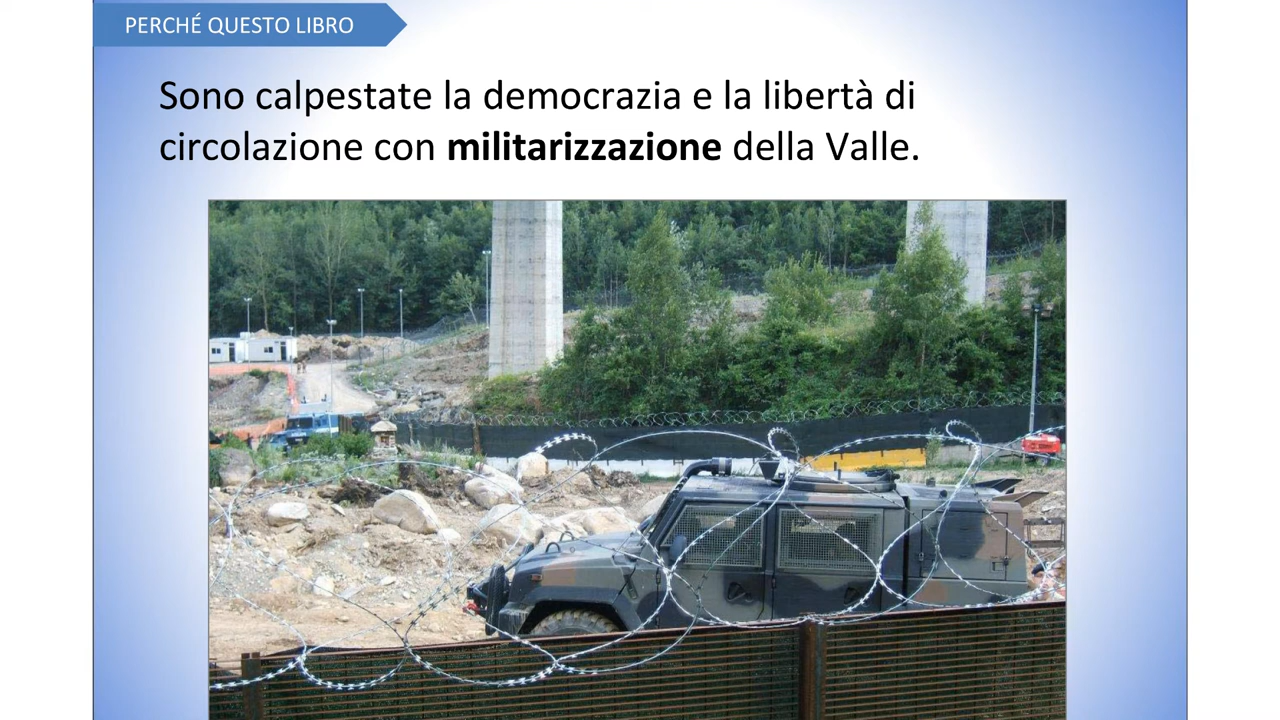 PERCHÉ QUESTO LIBRO
Sono calpestate la democrazia e la libertà di
circolazione con militarizzazione della Valle.